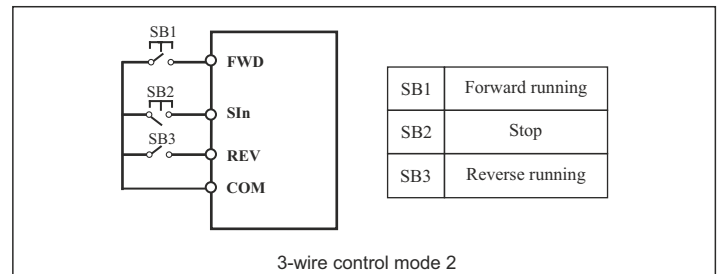 SB1
FWD
SB2
SIn
SB3
REV
COM
SB1 Forward running
SB2 Stop
SB3 Reverse running
3-wire control mode 2